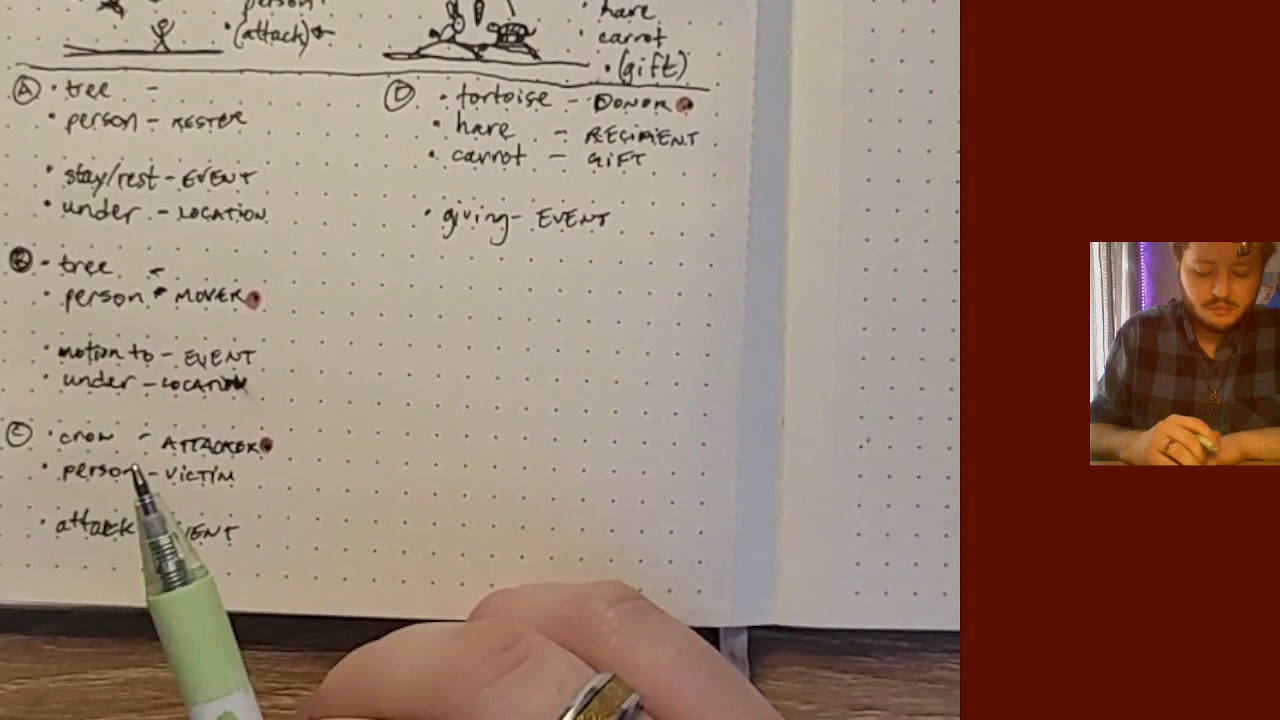 person
• (attack)
hare
• carrot
• (gift)
A • tree –
• person – RESTER
• stay/rest – EVENT
• under – LOCATION
B – tree –
• person – MOVER
• motion to – EVENT
• under – LOCATION
C • crow – ATTACKER
• person – VICTIM
• attack
D • tortoise – DONOR
• hare – RECIPIENT
• carrot – GIFT
• giving – EVENT